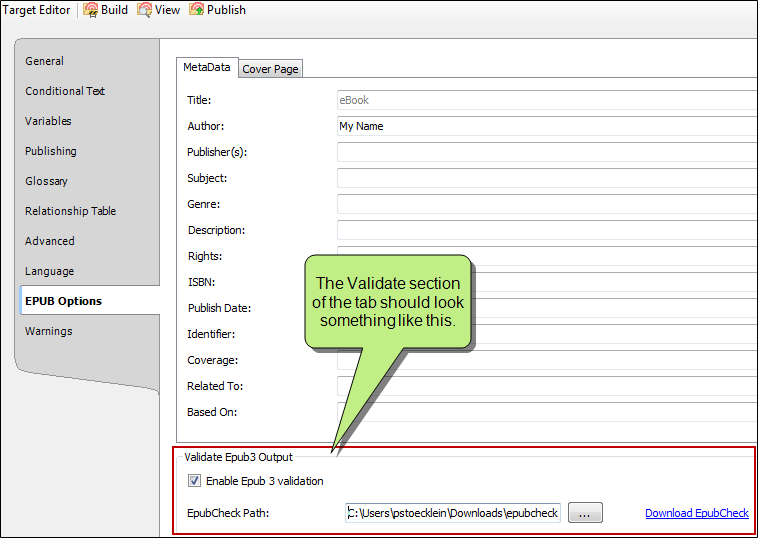 Target Editor Build View Publish
General
Conditional Text
Variables
Publishing
Glossary
Relationship Table
Advanced
Language
EPUB Options
Warnings
MetaData Cover Page
Title: eBook
Author: My Name
Publisher(s):
Subject:
Genre:
Description:
Rights:
ISBN:
Publish Date:
Identifier:
Coverage:
Related To:
Based On:
The Validate section
of the tab should look
something like this.
Validate Epub3 Output
Enable Epub 3 validation
EpubCheck Path: C:\Users\pstoecklein\Downloads\epubcheck ... Download EpubCheck